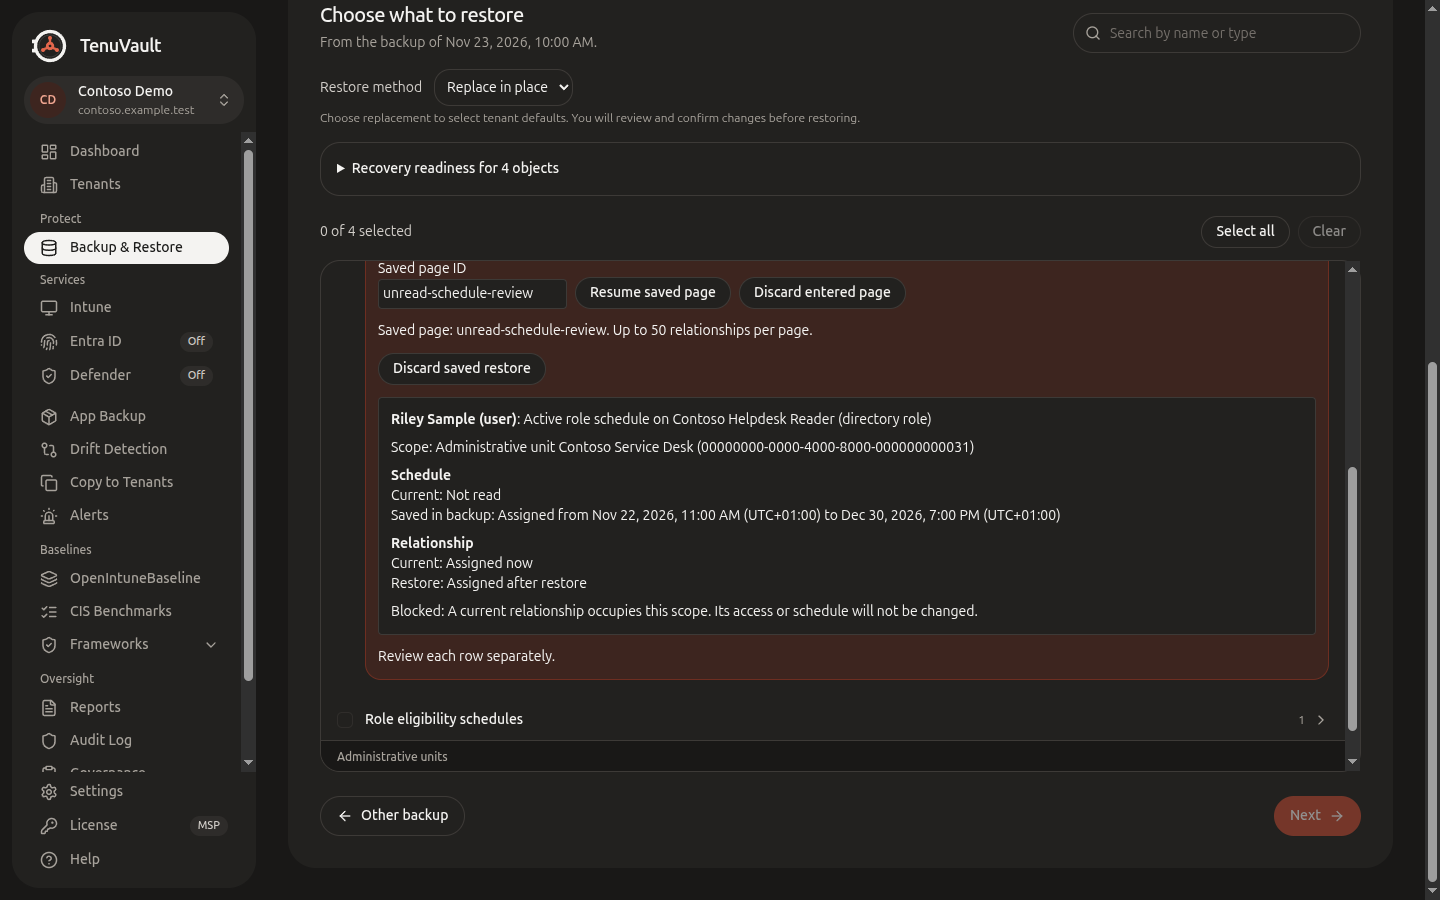 TenuVault
CD
Contoso Demo
contoso.example.test
Dashboard
Tenants
Protect
Backup & Restore
Services
Intune
Entra ID
Off
Defender
Off
App Backup
Drift Detection
Copy to Tenants
Alerts
Baselines
OpenIntuneBaseline
CIS Benchmarks
Frameworks
Oversight
Reports
Audit Log
Governance
Settings
License
MSP
Help
Choose what to restore
From the backup of Nov 23, 2026, 10:00 AM.
Search by name or type
Restore method
Replace in place
Choose replacement to select tenant defaults. You will review and confirm changes before restoring.
Recovery readiness for 4 objects
0 of 4 selected
Select all
Clear
Saved page ID
unread-schedule-review
Resume saved page
Discard entered page
Saved page: unread-schedule-review. Up to 50 relationships per page.
Discard saved restore
Riley Sample (user): Active role schedule on Contoso Helpdesk Reader (directory role)
Scope: Administrative unit Contoso Service Desk (00000000-0000-4000-8000-000000000031)
Schedule
Current: Not read
Saved in backup: Assigned from Nov 22, 2026, 11:00 AM (UTC+01:00) to Dec 30, 2026, 7:00 PM (UTC+01:00)
Relationship
Current: Assigned now
Restore: Assigned after restore
Blocked: A current relationship occupies this scope. Its access or schedule will not be changed.
Review each row separately.
Role eligibility schedules
1
Administrative units
Other backup
Next